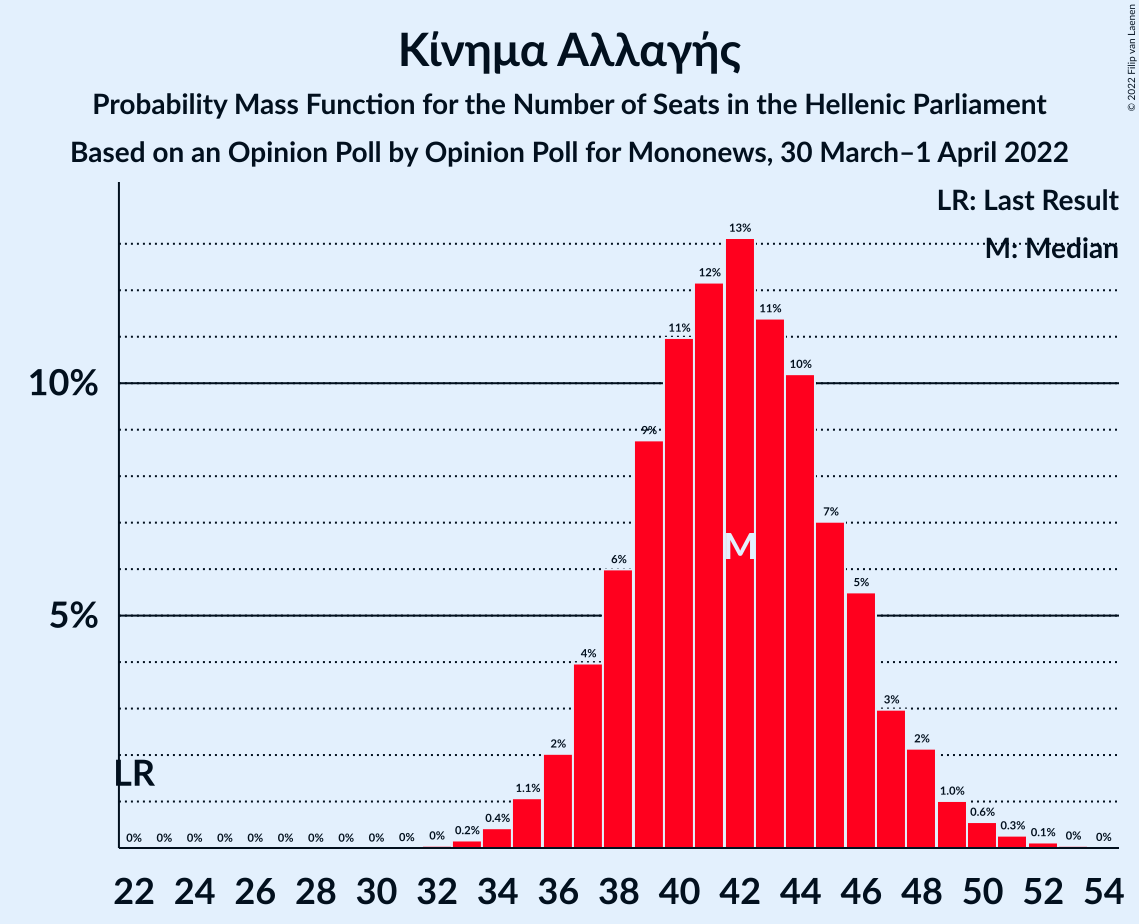 Κίνημα Αλλαγής
Probability Mass Function for the Number of Seats in the Hellenic Parliament
Based on an Opinion Poll by Opinion Poll for Mononews, 30 March–1 April 2022
© 2022 Filip van Laenen
LR: Last Result
M: Median
10%
5%
LR
M
0% 0% 0% 0% 0% 0% 0% 0% 0% 0% 0% 0.2% 0.4% 1.1% 2% 4% 6% 9% 11% 12% 13% 11% 10% 7% 5% 3% 2% 1.0% 0.6% 0.3% 0.1% 0% 0%
22 24 26 28 30 32 34 36 38 40 42 44 46 48 50 52 54